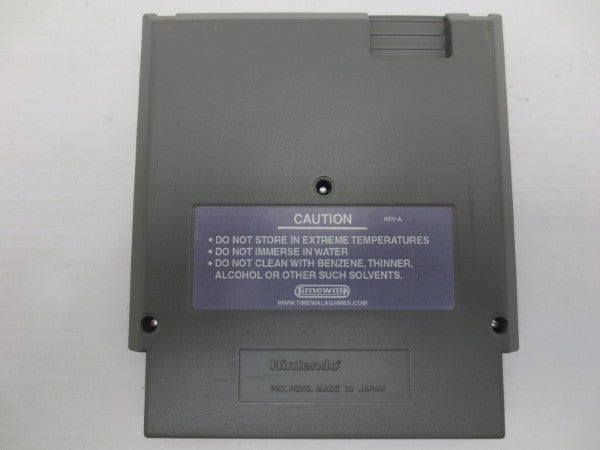 CAUTION REV-A
• DO NOT STORE IN EXTREME TEMPERATURES
• DO NOT IMMERSE IN WATER
• DO NOT CLEAN WITH BENZENE, THINNER,
ALCOHOL OR OTHER SUCH SOLVENTS.
Timewalk
WWW.TIMEWALKGAMES.COM
Nintendo®
PAT. PEND. MADE IN JAPAN